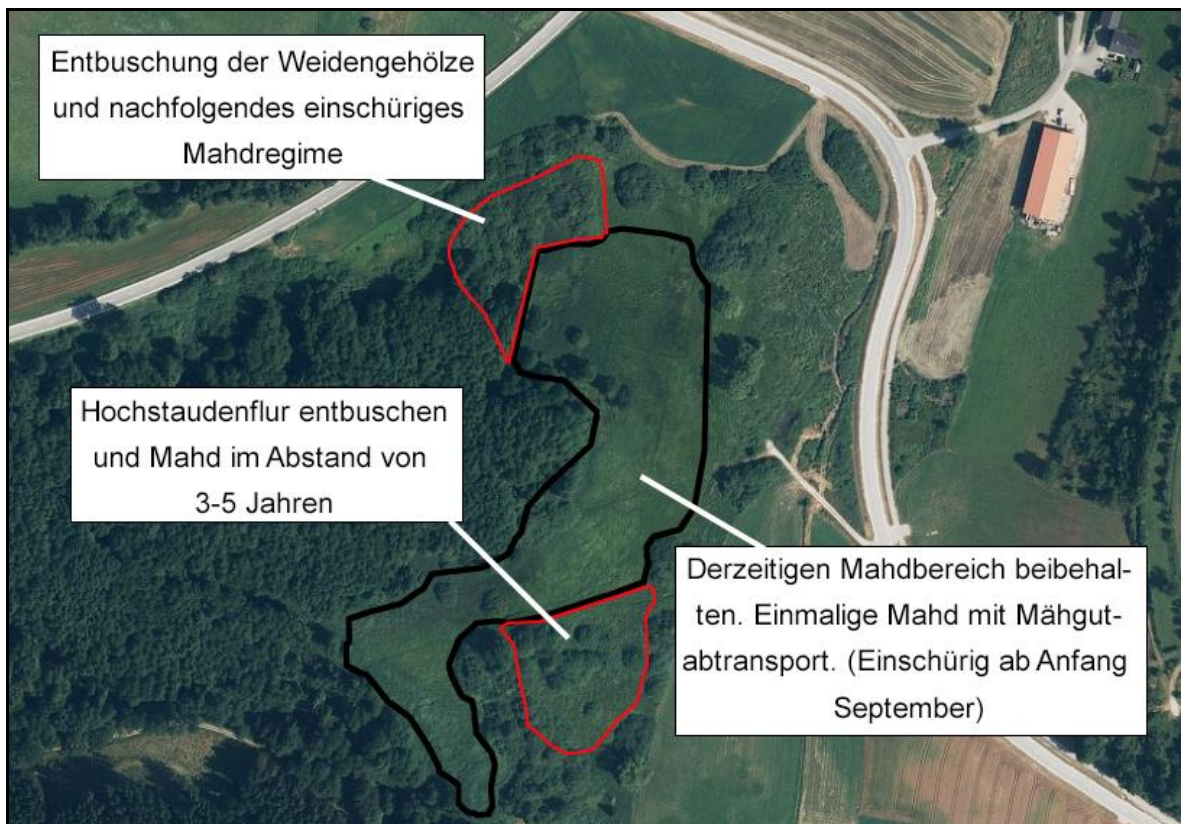 Entbuschung der Weidengehölze
und nachfolgendes einschüriges
Mahdregime
Hochstaudenflur entbuschen
und Mahd im Abstand von
3-5 Jahren
Derzeitigen Mahdbereich beibehal-
ten. Einmalige Mahd mit Mähgut-
abtransport. (Einschürig ab Anfang
September)